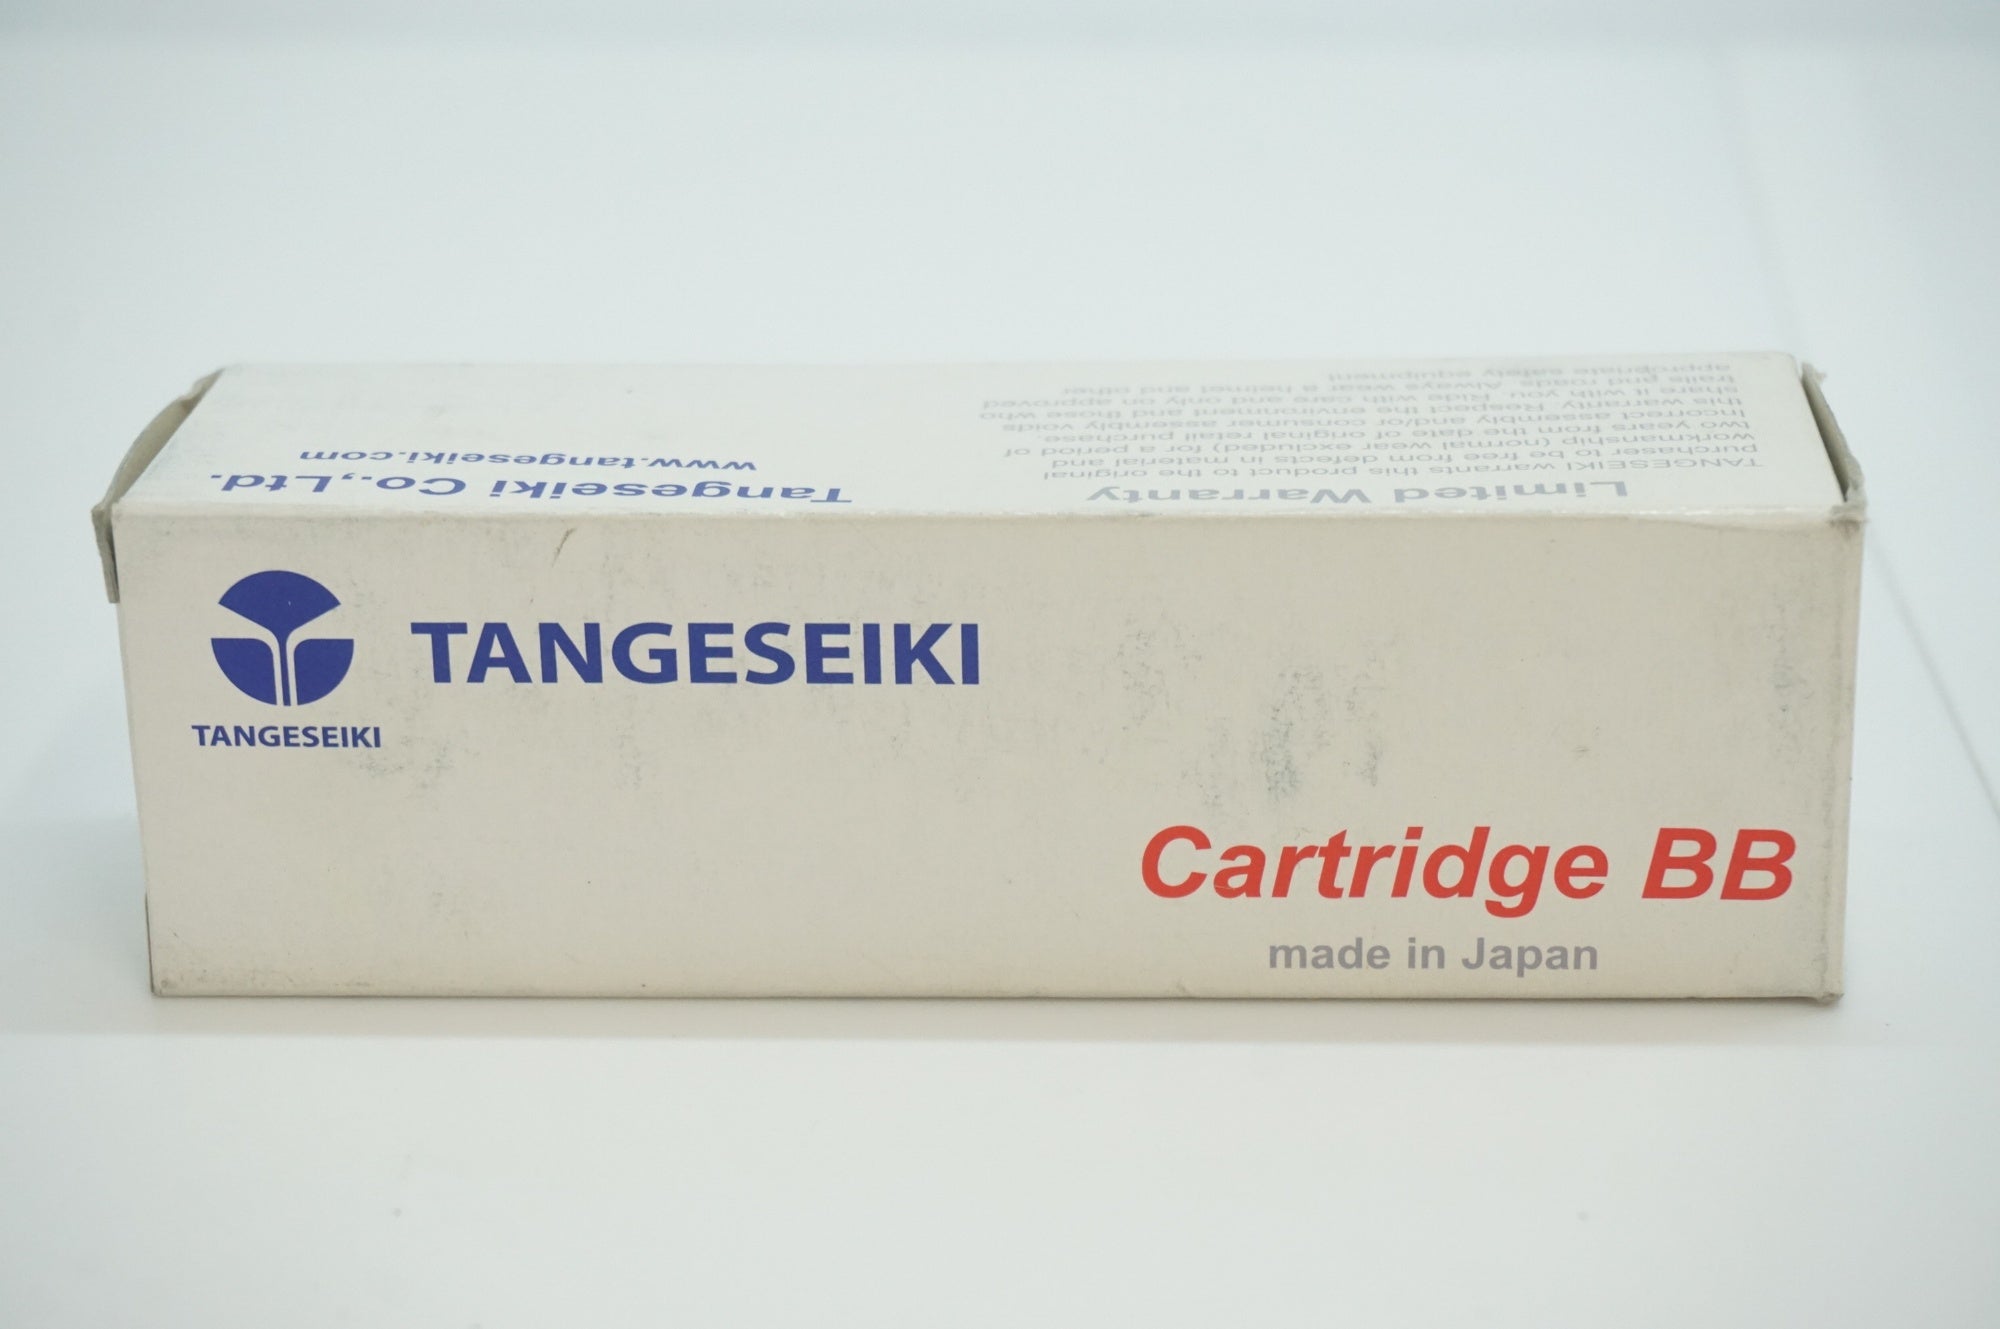 TANGESEIKI
TANGESEIKI
Cartridge BB
made in Japan
Tangeseiki Co.,Ltd.
www.tangeseiki.com
Limited Warranty
TANGESEIKI warrants this product to the original
purchaser to be free from defects in material and
workmanship (normal wear excluded) for a period of
two years from the date of original retail purchase.
Incorrect assembly and/or consumer assembly voids
this warranty. Respect the environment and those who
share it with you. Ride with care and only on approved
trails and roads. Always wear a helmet and other
appropriate safety equipment.